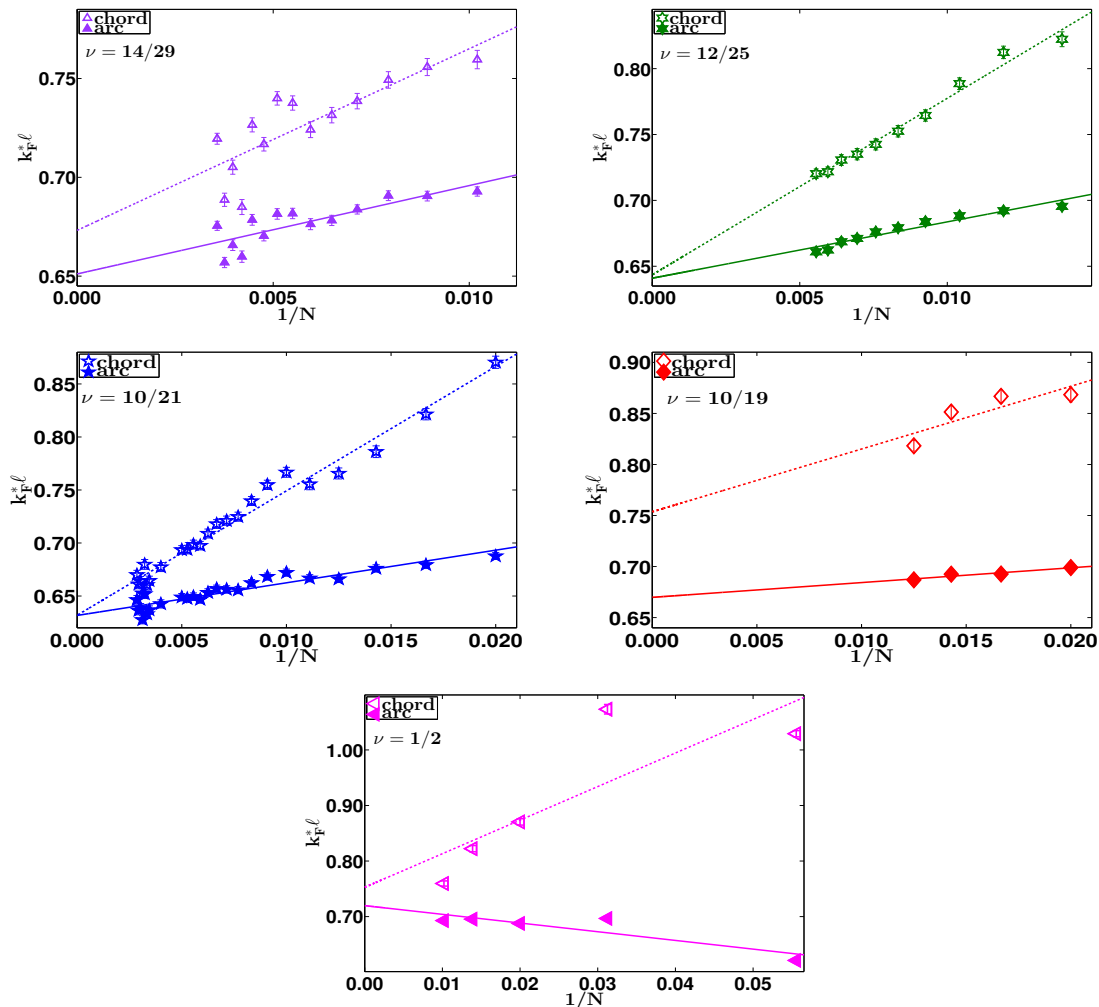 chord
arc
ν = 14/29
0.75
0.70
0.65
k*Fℓ
0.000
0.005
0.010
1/N
chord
arc
ν = 12/25
0.80
0.75
0.70
0.65
k*Fℓ
0.000
0.005
0.010
1/N
chord
arc
ν = 10/21
0.85
0.80
0.75
0.70
0.65
k*Fℓ
0.000
0.005
0.010
0.015
0.020
1/N
chord
arc
ν = 10/19
0.90
0.85
0.80
0.75
0.70
0.65
k*Fℓ
0.000
0.005
0.010
0.015
0.020
1/N
chord
arc
ν = 1/2
1.00
0.90
0.80
0.70
k*Fℓ
0.00
0.01
0.02
0.03
0.04
0.05
1/N